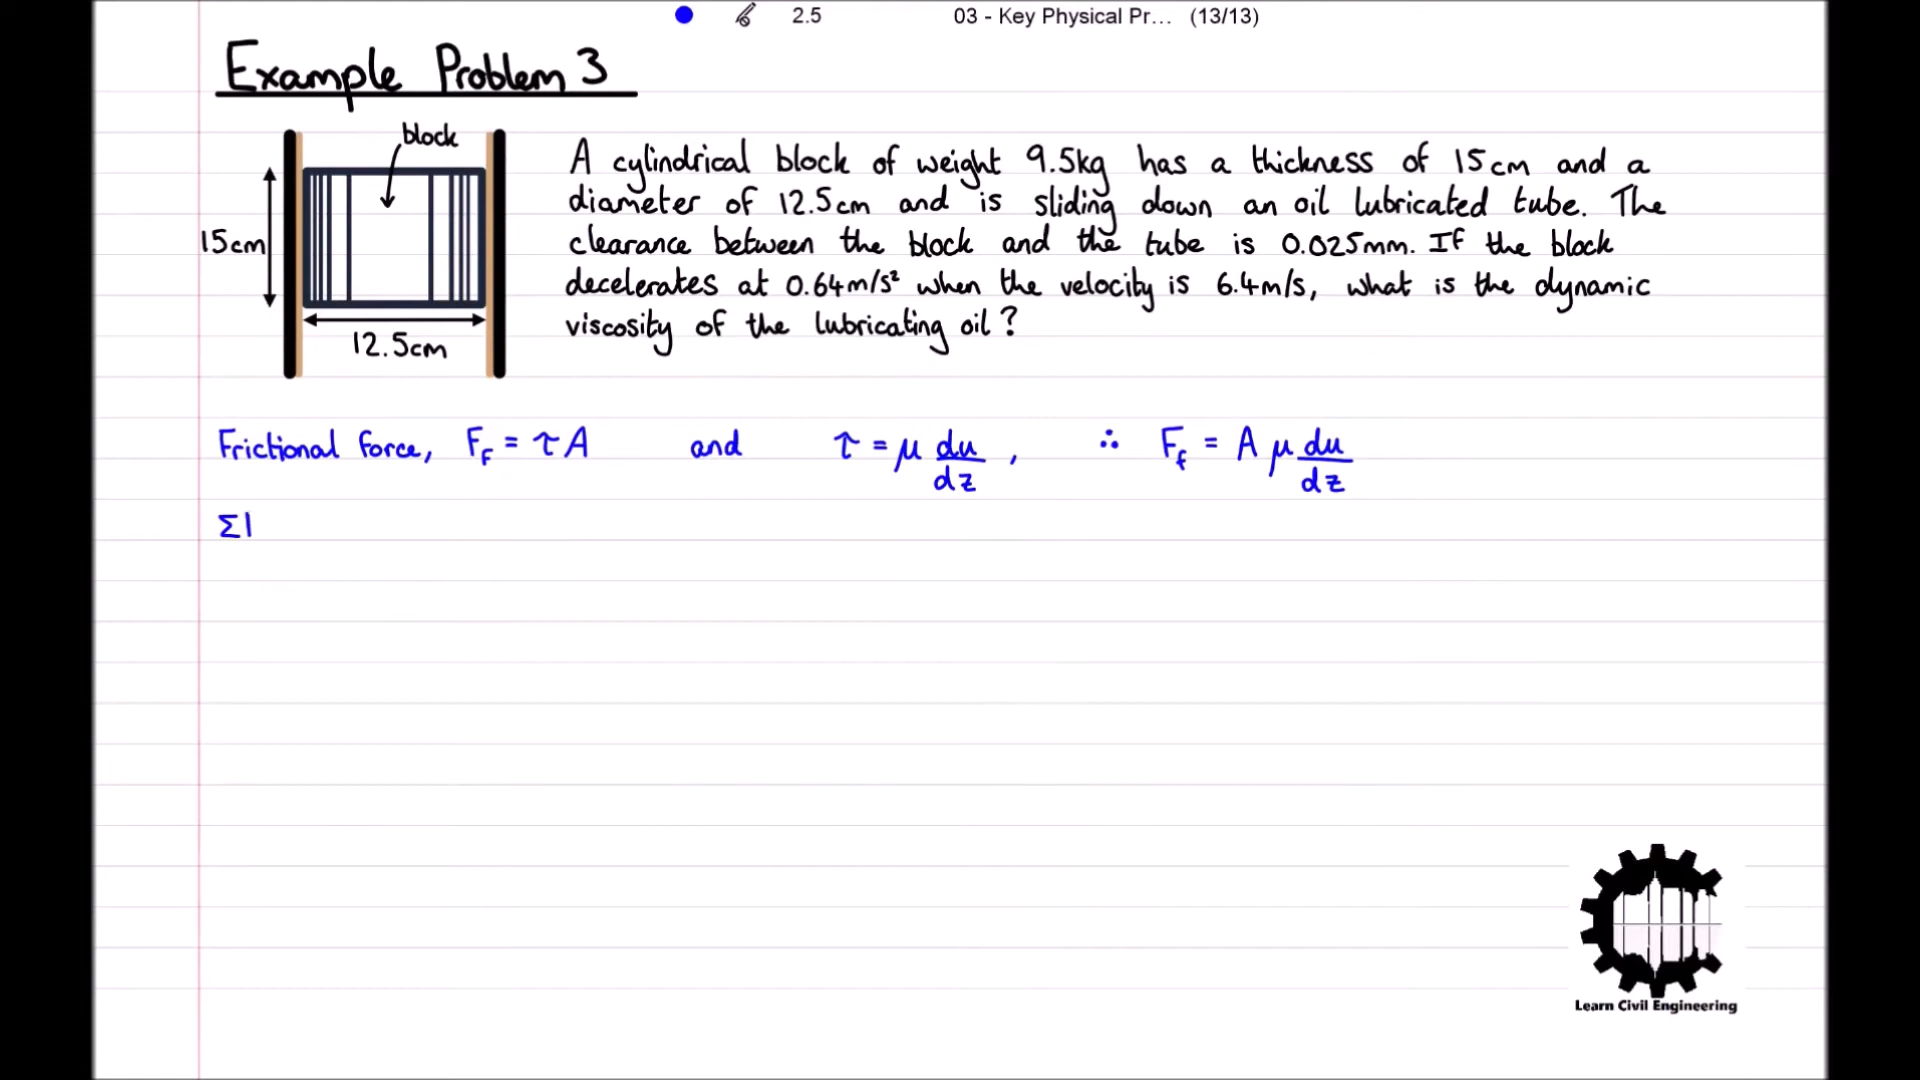 2.5 03 - Key Physical Pr... (13/13)
Example Problem 3
block
15cm
12.5cm
A cylindrical block of weight 9.5kg has a thickness of 15cm and a
diameter of 12.5cm and is sliding down an oil lubricated tube. The
clearance between the block and the tube is 0.025mm. If the block
decelerates at 0.64m/s² when the velocity is 6.4m/s, what is the dynamic
viscosity of the lubricating oil?
Frictional force, F_f = τA and τ = μ du/dz, ∴ F_f = A μ du/dz
Σ
Learn Civil Engineering